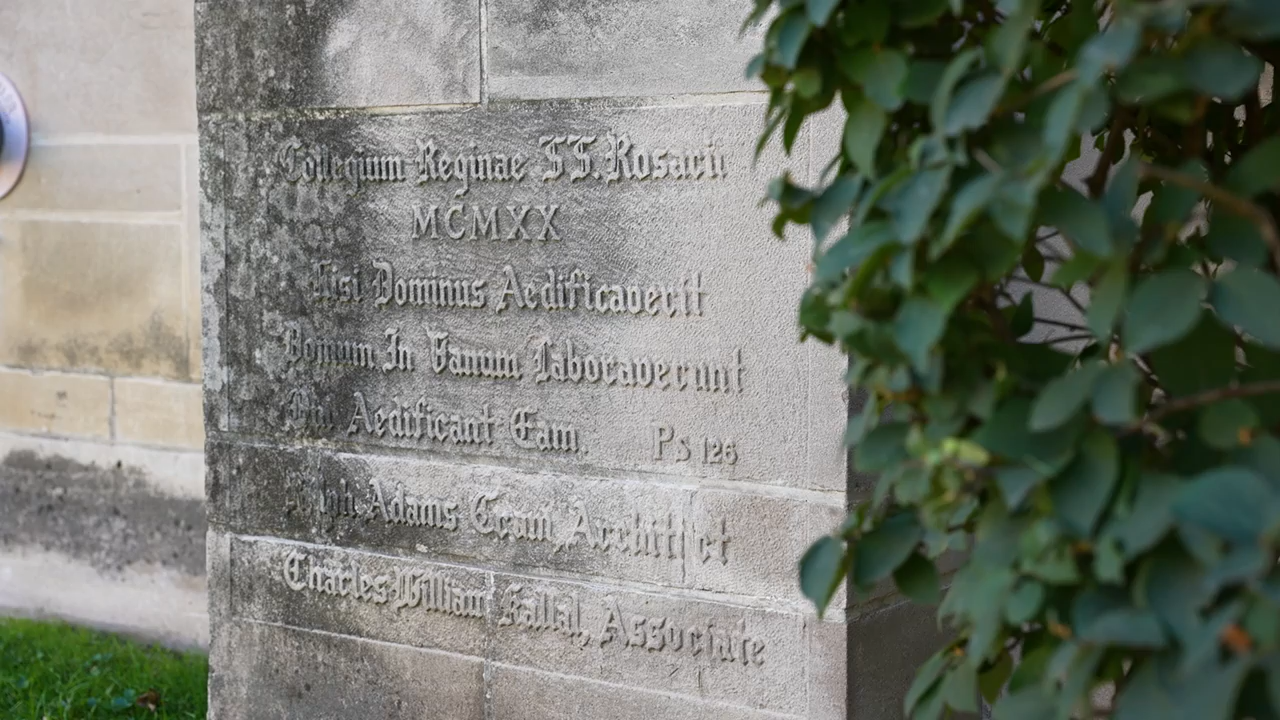 Collegium Reginae SS. Rosarii
MCMXX
Nisi Dominus Aedificaverit
Domum In Vanum Laboraverunt
Qui Aedificant Eam. Ps 126
Ralph Adams Cram, Architect
Charles William Kallal, Associate